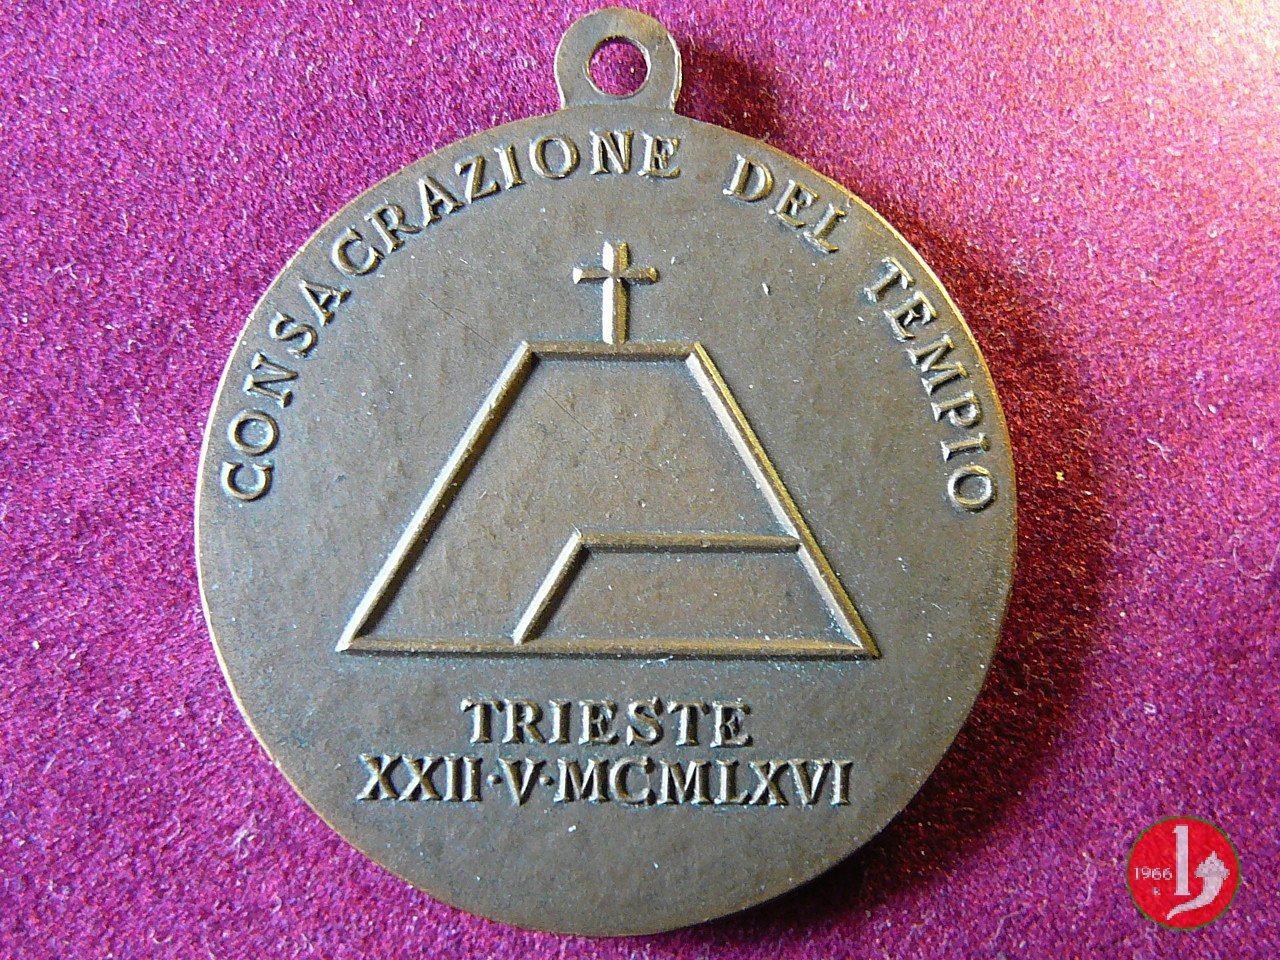 CONSACRAZIONE DEL TEMPIO
TRIESTE
XXII·V·MCMLXVI
1966
R